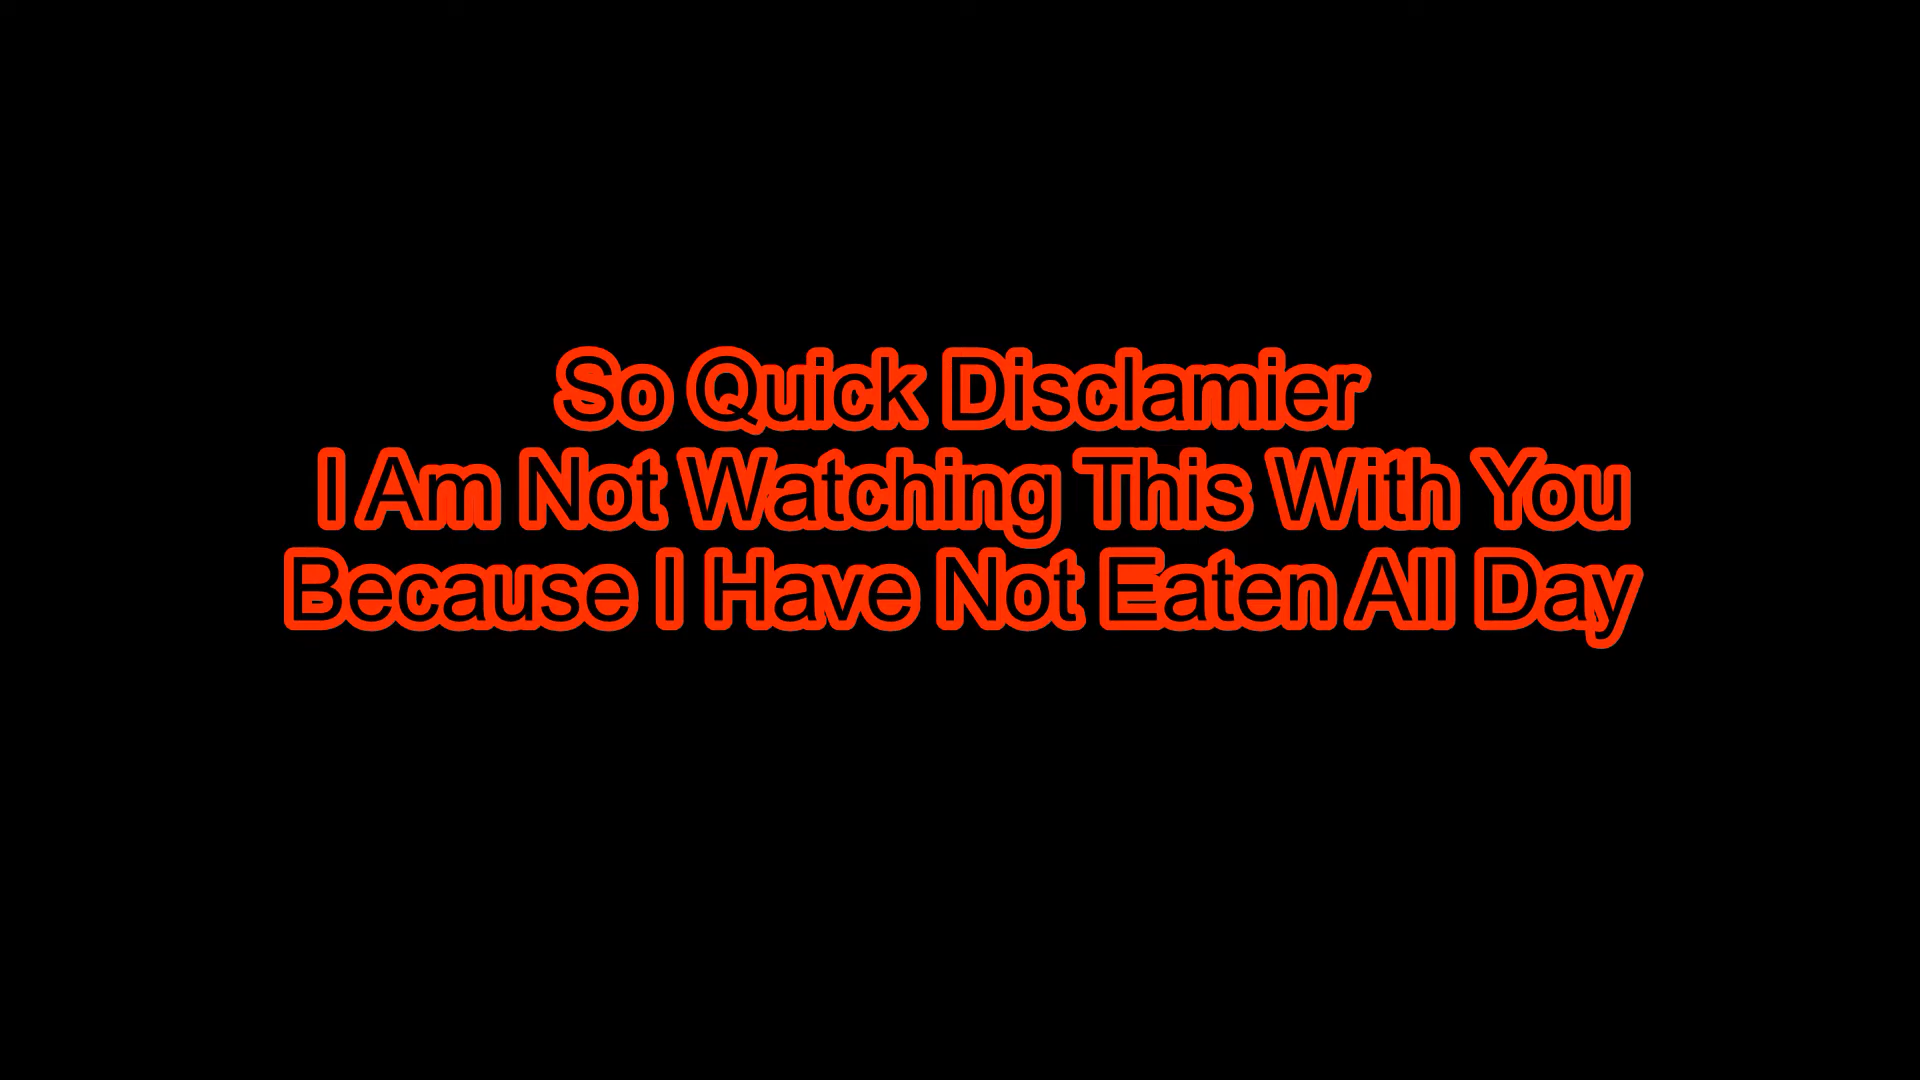 So Quick Disclamier
I Am Not Watching This With You
Because I Have Not Eaten All Day